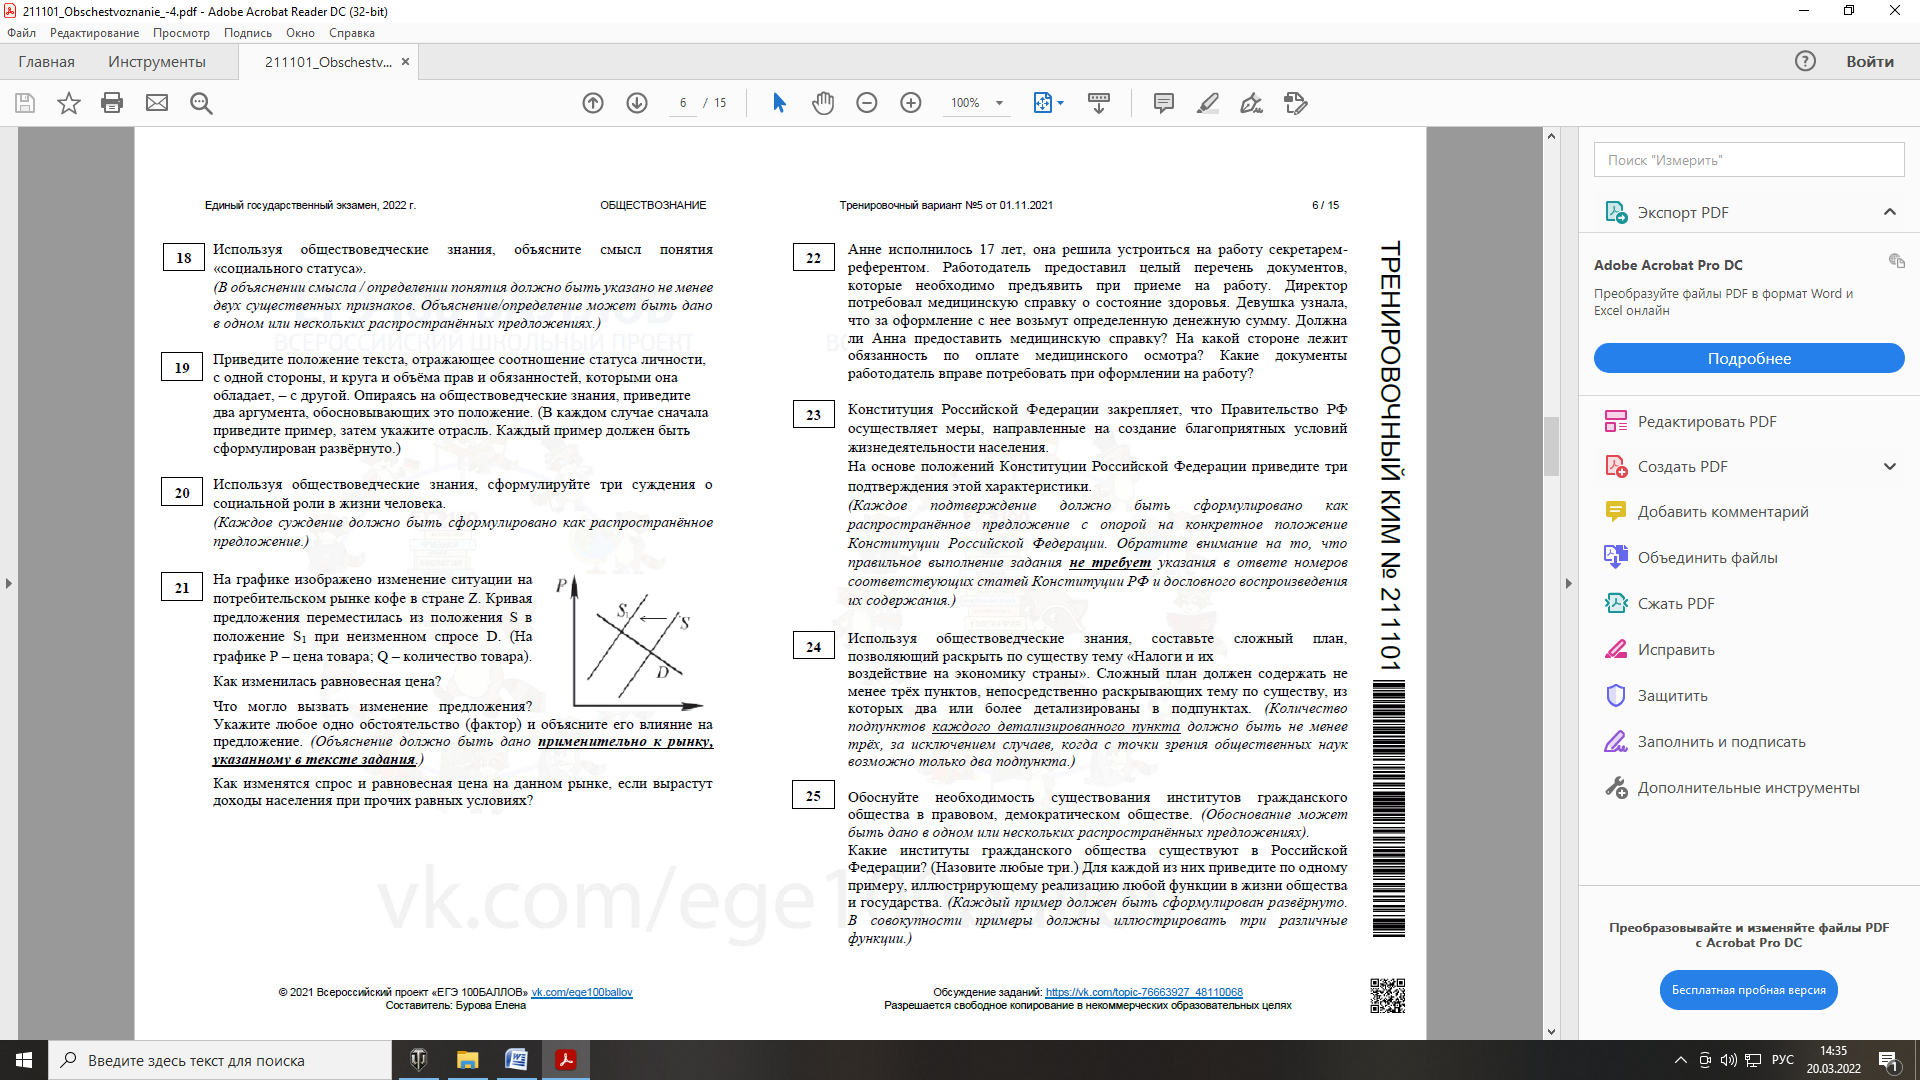 211101_Obschestvoznanie_-4.pdf - Adobe Acrobat Reader DC (32-bit)
Файл Редактирование Просмотр Подпись Окно Справка
Главная Инструменты 211101_Obschestv... × Войти
6 / 15 100%
Единый государственный экзамен, 2022 г. ОБЩЕСТВОЗНАНИЕ Тренировочный вариант №5 от 01.11.2021 6 / 15
18
Используя обществоведческие знания, объясните смысл понятия
«социального статуса».
(В объяснении смысла / определении понятия должно быть указано не менее
двух существенных признаков. Объяснение/определение может быть дано
в одном или нескольких распространённых предложениях.)
19
Приведите положение текста, отражающее соотношение статуса личности,
с одной стороны, и круга и объёма прав и обязанностей, которыми она
обладает, – с другой. Опираясь на обществоведческие знания, приведите
два аргумента, обосновывающих это положение. (В каждом случае сначала
приведите пример, затем укажите отрасль. Каждый пример должен быть
сформулирован развёрнуто.)
20
Используя обществоведческие знания, сформулируйте три суждения о
социальной роли в жизни человека.
(Каждое суждение должно быть сформулировано как распространённое
предложение.)
21
На графике изображено изменение ситуации на
потребительском рынке кофе в стране Z. Кривая
предложения переместилась из положения S в
положение S1 при неизменном спросе D. (На
графике P – цена товара; Q – количество товара).
Как изменилась равновесная цена?
Что могло вызвать изменение предложения?
Укажите любое одно обстоятельство (фактор) и объясните его влияние на
предложение. (Объяснение должно быть дано применительно к рынку,
указанному в тексте задания.)
Как изменятся спрос и равновесная цена на данном рынке, если вырастут
доходы населения при прочих равных условиях?
P
S1
S
D
22
Анне исполнилось 17 лет, она решила устроиться на работу секретарем-
референтом. Работодатель предоставил целый перечень документов,
которые необходимо предъявить при приеме на работу. Директор
потребовал медицинскую справку о состояние здоровья. Девушка узнала,
что за оформление с нее возьмут определенную денежную сумму. Должна
ли Анна предоставить медицинскую справку? На какой стороне лежит
обязанность по оплате медицинского осмотра? Какие документы
работодатель вправе потребовать при оформлении на работу?
23
Конституция Российской Федерации закрепляет, что Правительство РФ
осуществляет меры, направленные на создание благоприятных условий
жизнедеятельности населения.
На основе положений Конституции Российской Федерации приведите три
подтверждения этой характеристики.
(Каждое подтверждение должно быть сформулировано как
распространённое предложение с опорой на конкретное положение
Конституции Российской Федерации. Обратите внимание на то, что
правильное выполнение задания не требует указания в ответе номеров
соответствующих статей Конституции РФ и дословного воспроизведения
их содержания.)
24
Используя обществоведческие знания, составьте сложный план,
позволяющий раскрыть по существу тему «Налоги и их
воздействие на экономику страны». Сложный план должен содержать не
менее трёх пунктов, непосредственно раскрывающих тему по существу, из
которых два или более детализированы в подпунктах. (Количество
подпунктов каждого детализированного пункта должно быть не менее
трёх, за исключением случаев, когда с точки зрения общественных наук
возможно только два подпункта.)
25
Обоснуйте необходимость существования институтов гражданского
общества в правовом, демократическом обществе. (Обоснование может
быть дано в одном или нескольких распространённых предложениях).
Какие институты гражданского общества существуют в Российской
Федерации? (Назовите любые три.) Для каждой из них приведите по одному
примеру, иллюстрирующему реализацию любой функции в жизни общества
и государства. (Каждый пример должен быть сформулирован развёрнуто.
В совокупности примеры должны иллюстрировать три различные
функции.)
ТРЕНИРОВОЧНЫЙ КИМ № 211101
ВСЕРОССИЙСКИЙ ШКОЛЬНЫЙ ПРОЕКТ
vk.com/ege100ballov
© 2021 Всероссийский проект «ЕГЭ 100БАЛЛОВ» vk.com/ege100ballov
Составитель: Бурова Елена
Обсуждение заданий: https://vk.com/topic-76663927_48110068
Разрешается свободное копирование в некоммерческих образовательных целях
Поиск "Измерить"
Экспорт PDF
Adobe Acrobat Pro DC
Преобразуйте файлы PDF в формат Word и
Excel онлайн
Подробнее
Редактировать PDF
Создать PDF
Добавить комментарий
Объединить файлы
Сжать PDF
Исправить
Защитить
Заполнить и подписать
Дополнительные инструменты
Преобразовывайте и изменяйте файлы PDF
с Acrobat Pro DC
Бесплатная пробная версия
Введите здесь текст для поиска
РУС
14:35
20.03.2022
1